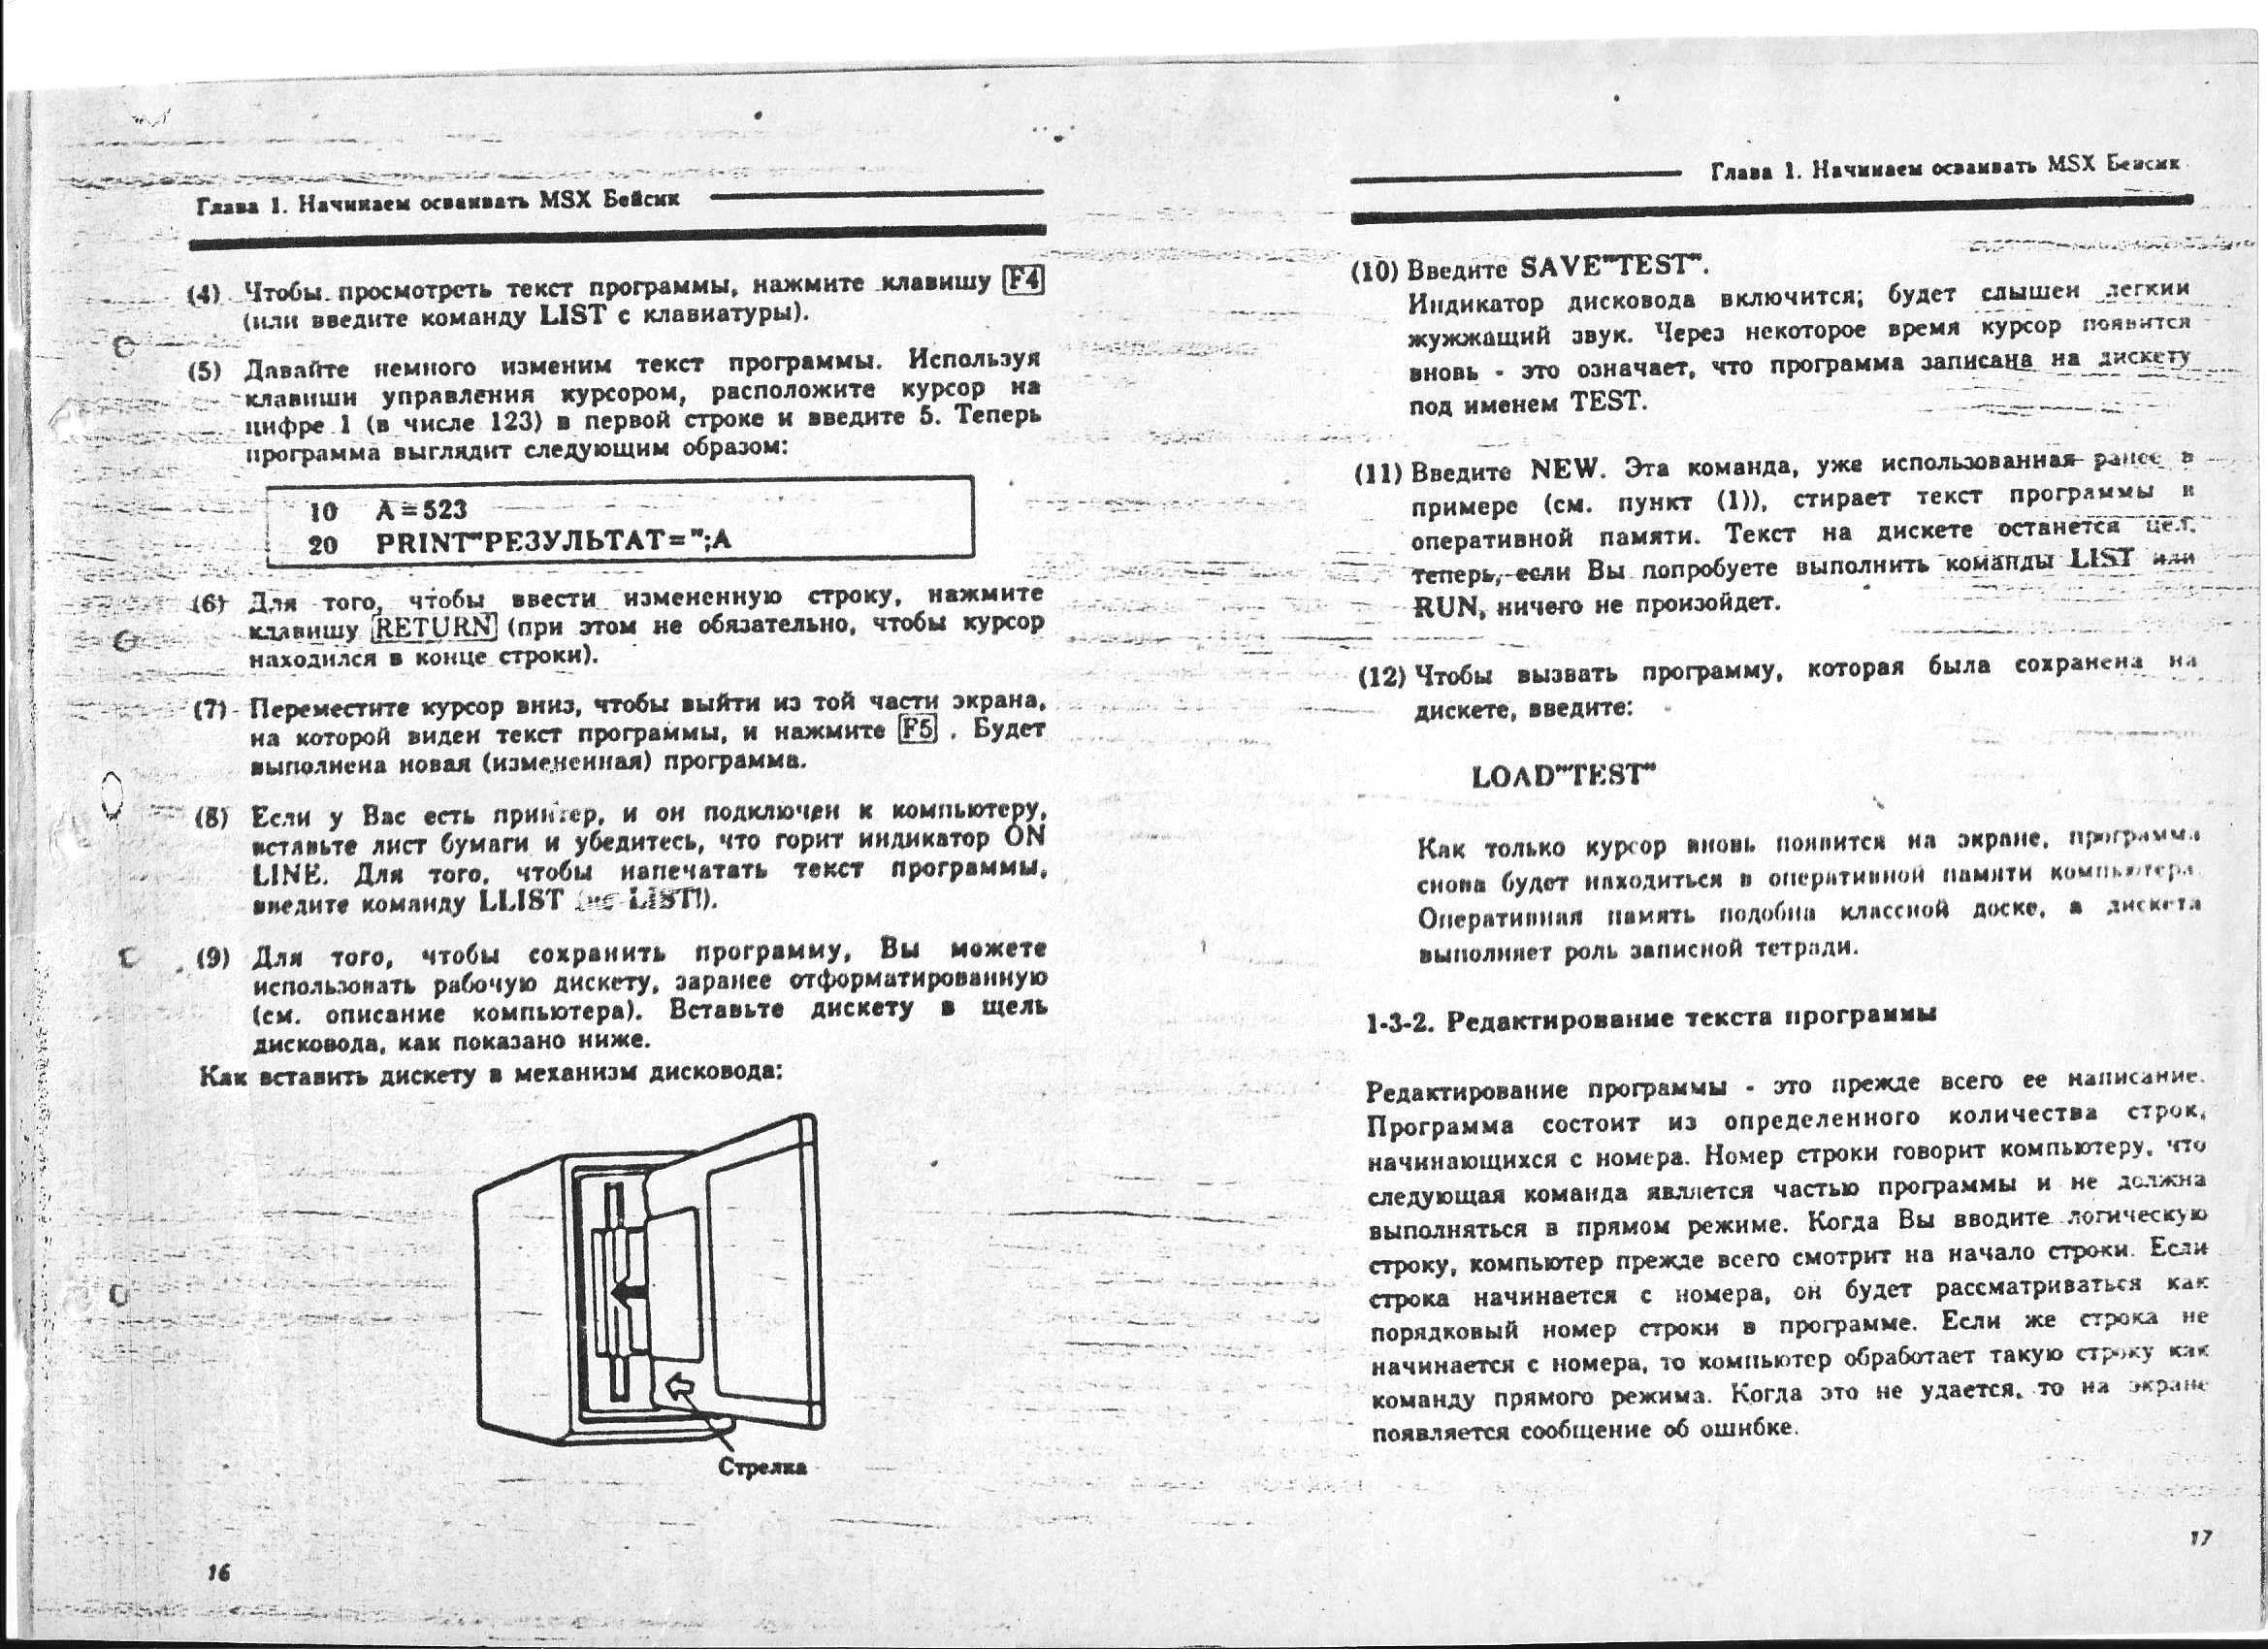 Глава 1. Начинаем осваивать MSX Бейсик
(4) Чтобы просмотреть текст программы, нажмите клавишу F4
(или введите команду LIST с клавиатуры).
(5) Давайте немного изменим текст программы. Используя
клавиши управления курсором, расположите курсор на
цифре 1 (в числе 123) в первой строке и введите 5. Теперь
программа выглядит следующим образом:
10 A=523
20 PRINT"РЕЗУЛЬТАТ=";A
(6) Для того, чтобы ввести измененную строку, нажмите
клавишу RETURN (при этом не обязательно, чтобы курсор
находился в конце строки).
(7) Переместите курсор вниз, чтобы выйти из той части экрана,
на которой виден текст программы, и нажмите F5 . Будет
выполнена новая (измененная) программа.
(8) Если у Вас есть принтер, и он подключен к компьютеру,
вставьте лист бумаги и убедитесь, что горит индикатор ON
LINE. Для того, чтобы напечатать текст программы,
введите команду LLIST (не LIST!).
(9) Для того, чтобы сохранить программу, Вы можете
использовать рабочую дискету, заранее отформатированную
(см. описание компьютера). Вставьте дискету в щель
дисковода, как показано ниже.
Как вставить дискету в механизм дисковода:
Стрелка
16
Глава 1. Начинаем осваивать MSX Бейсик
(10) Введите SAVE"TEST".
Индикатор дисковода включится; будет слышен легкий
жужжащий звук. Через некоторое время курсор появится
вновь - это означает, что программа записана на дискету
под именем TEST.
(11) Введите NEW. Эта команда, уже использованная ранее в
примере (см. пункт (1)), стирает текст программы в
оперативной памяти. Текст на дискете останется цел,
теперь, если Вы попробуете выполнить команды LIST или
RUN, ничего не произойдет.
(12) Чтобы вызвать программу, которая была сохранена на
дискете, введите:
LOAD"TEST"
Как только курсор вновь появится на экране, программа
снова будет находиться в оперативной памяти компьютера.
Оперативная память подобна классной доске, а дискета
выполняет роль записной тетради.
1-3-2. Редактирование текста программы
Редактирование программы - это прежде всего ее написание.
Программа состоит из определенного количества строк,
начинающихся с номера. Номер строки говорит компьютеру, что
следующая команда является частью программы и не должна
выполняться в прямом режиме. Когда Вы вводите логическую
строку, компьютер прежде всего смотрит на начало строки. Если
строка начинается с номера, он будет рассматриваться как
порядковый номер строки в программе. Если же строка не
начинается с номера, то компьютер обработает такую строку как
команду прямого режима. Когда это не удается, то на экране
появляется сообщение об ошибке.
17